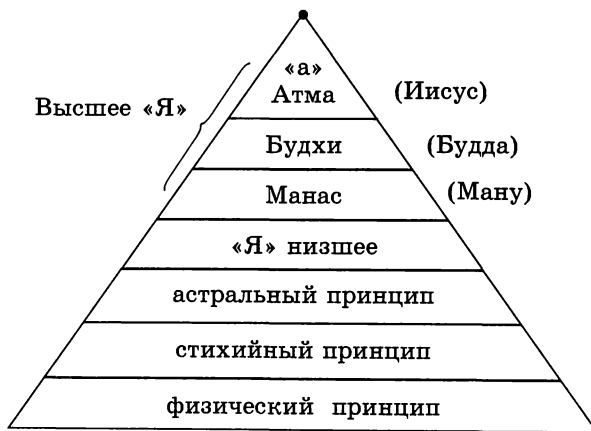 «а»
Атма (Иисус)
Высшее «Я»
Будхи (Будда)
Манас (Ману)
«Я» низшее
астральный принцип
стихийный принцип
физический принцип